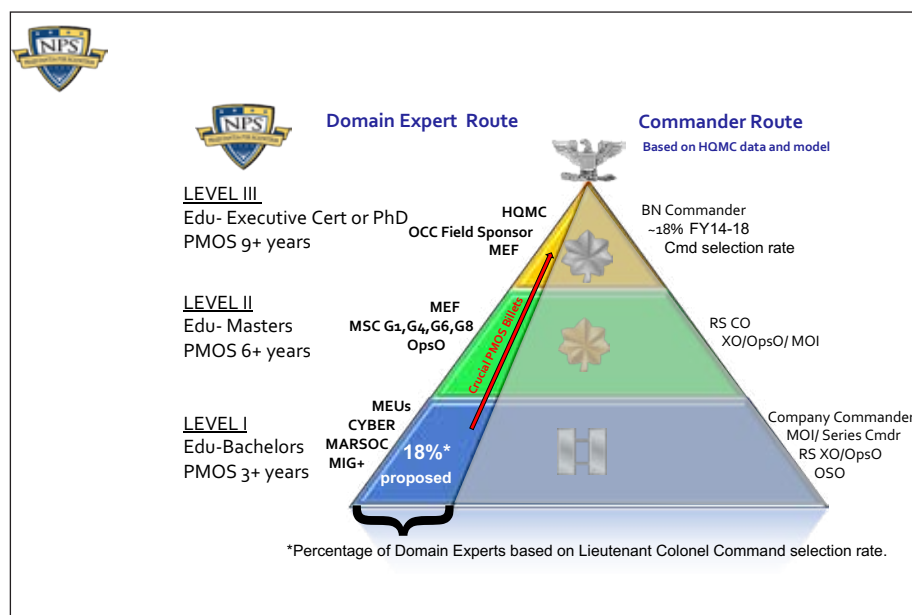 NPS
NPS
Domain Expert Route
Commander Route
Based on HQMC data and model
LEVEL III
Edu- Executive Cert or PhD
PMOS 9+ years
HQMC
OCC Field Sponsor
MEF
BN Commander
~18% FY14-18
Cmd selection rate
LEVEL II
Edu- Masters
PMOS 6+ years
MEF
MSC G1,G4,G6,G8
OpsO
Crucial PMOS Billets
RS CO
XO/OpsO/ MOI
LEVEL I
Edu-Bachelors
PMOS 3+ years
MEUs
CYBER
MARSOC
MIG+
18%*
proposed
Company Commander
MOI/ Series Cmdr
RS XO/OpsO
OSO
*Percentage of Domain Experts based on Lieutenant Colonel Command selection rate.